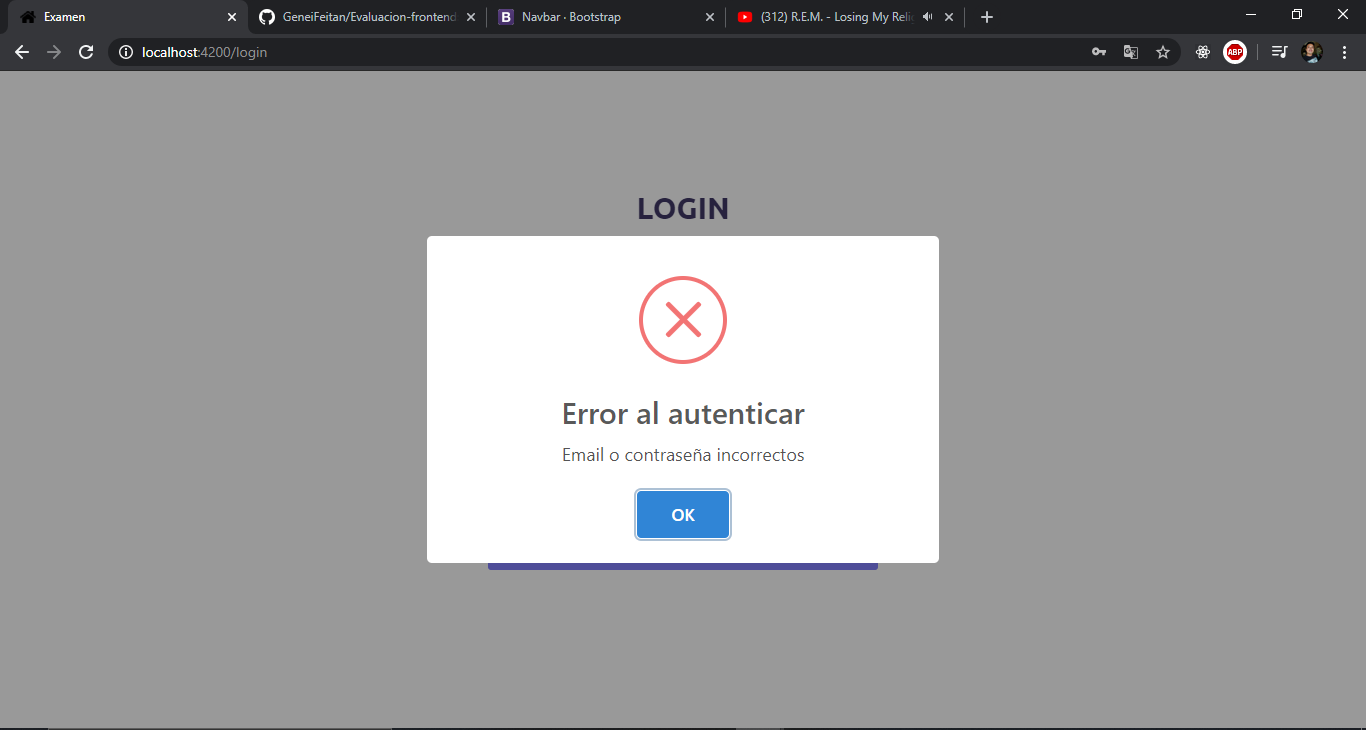 Examen
GeneiFeitan/Evaluacion-frontend
B Navbar · Bootstrap
(312) R.E.M. - Losing My Reli
localhost:4200/login
ABP
LOGIN
Error al autenticar
Email o contraseña incorrectos
OK